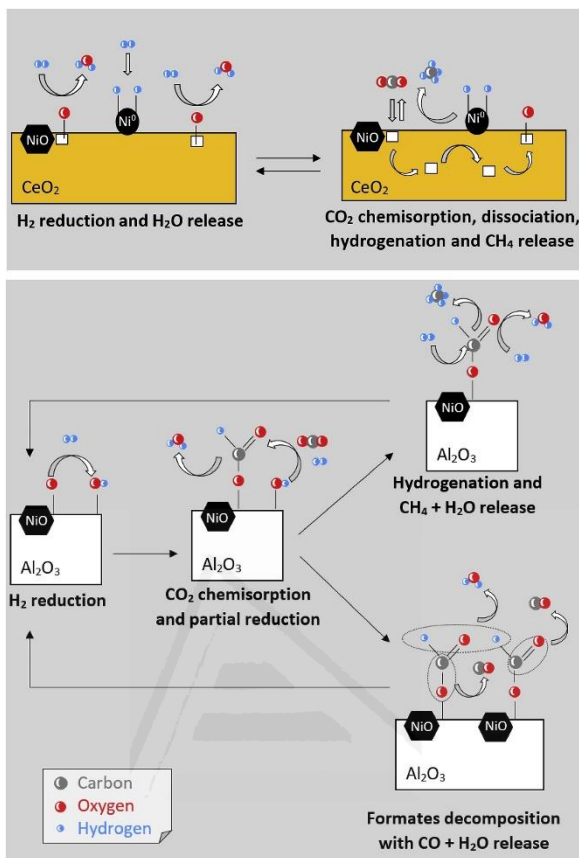 Ni⁰
NiO
CeO₂
H₂ reduction and H₂O release
Ni⁰
NiO
CeO₂
CO₂ chemisorption, dissociation,
hydrogenation and CH₄ release
NiO
Al₂O₃
Hydrogenation and
CH₄ + H₂O release
NiO
Al₂O₃
H₂ reduction
NiO
Al₂O₃
CO₂ chemisorption
and partial reduction
NiO
NiO
Al₂O₃
Formates decomposition
with CO + H₂O release
Carbon
Oxygen
Hydrogen